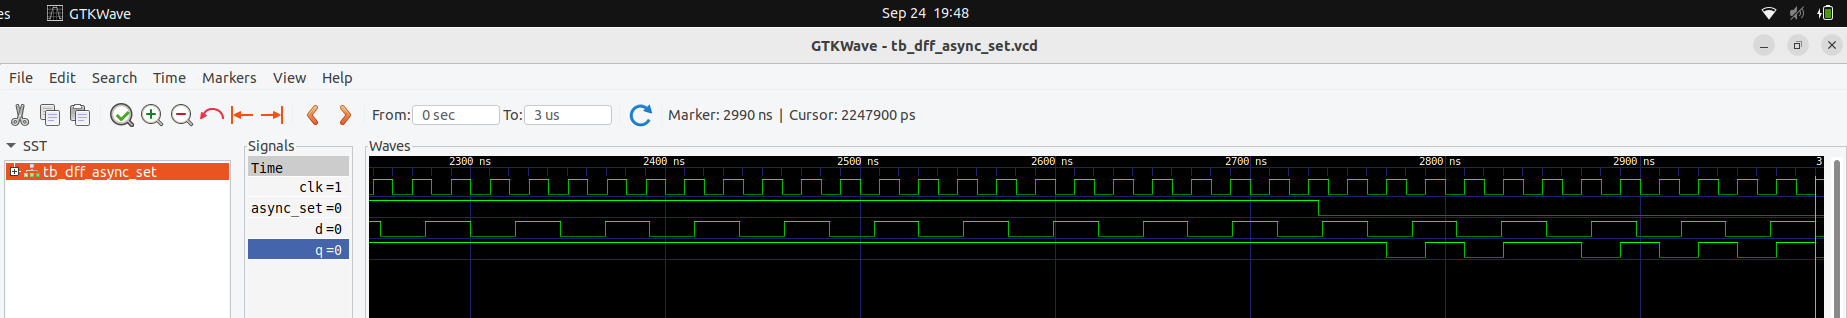 es GTKWave Sep 24 19:48
GTKWave - tb_dff_async_set.vcd
File Edit Search Time Markers View Help
From: 0 sec To: 3 us Marker: 2990 ns | Cursor: 2247900 ps
SST
tb_dff_async_set
Signals
Time
clk=1
async_set=0
d=0
q=0
Waves
2300 ns 2400 ns 2500 ns 2600 ns 2700 ns 2800 ns 2900 ns 3